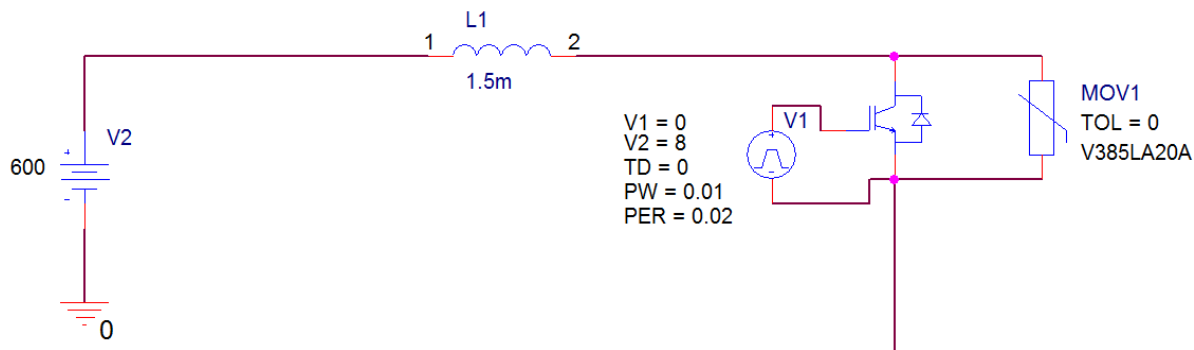 L1
1 2
1.5m
V2
600
0
V1 = 0
V2 = 8
TD = 0
PW = 0.01
PER = 0.02
V1
MOV1
TOL = 0
V385LA20A